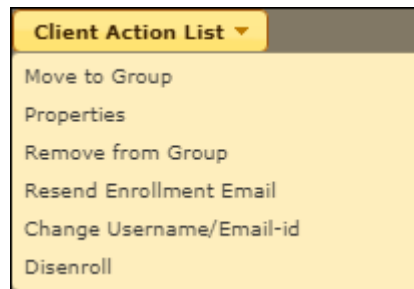 Client Action List
Move to Group
Properties
Remove from Group
Resend Enrollment Email
Change Username/Email-id
Disenroll